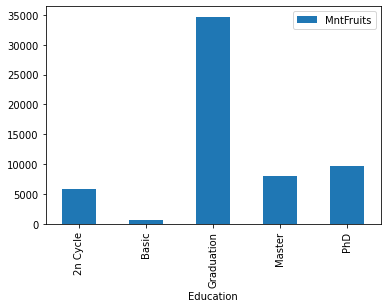 35000
30000
25000
20000
15000
10000
5000
0
MntFruits
2n Cycle
Basic
Graduation
Master
PhD
Education